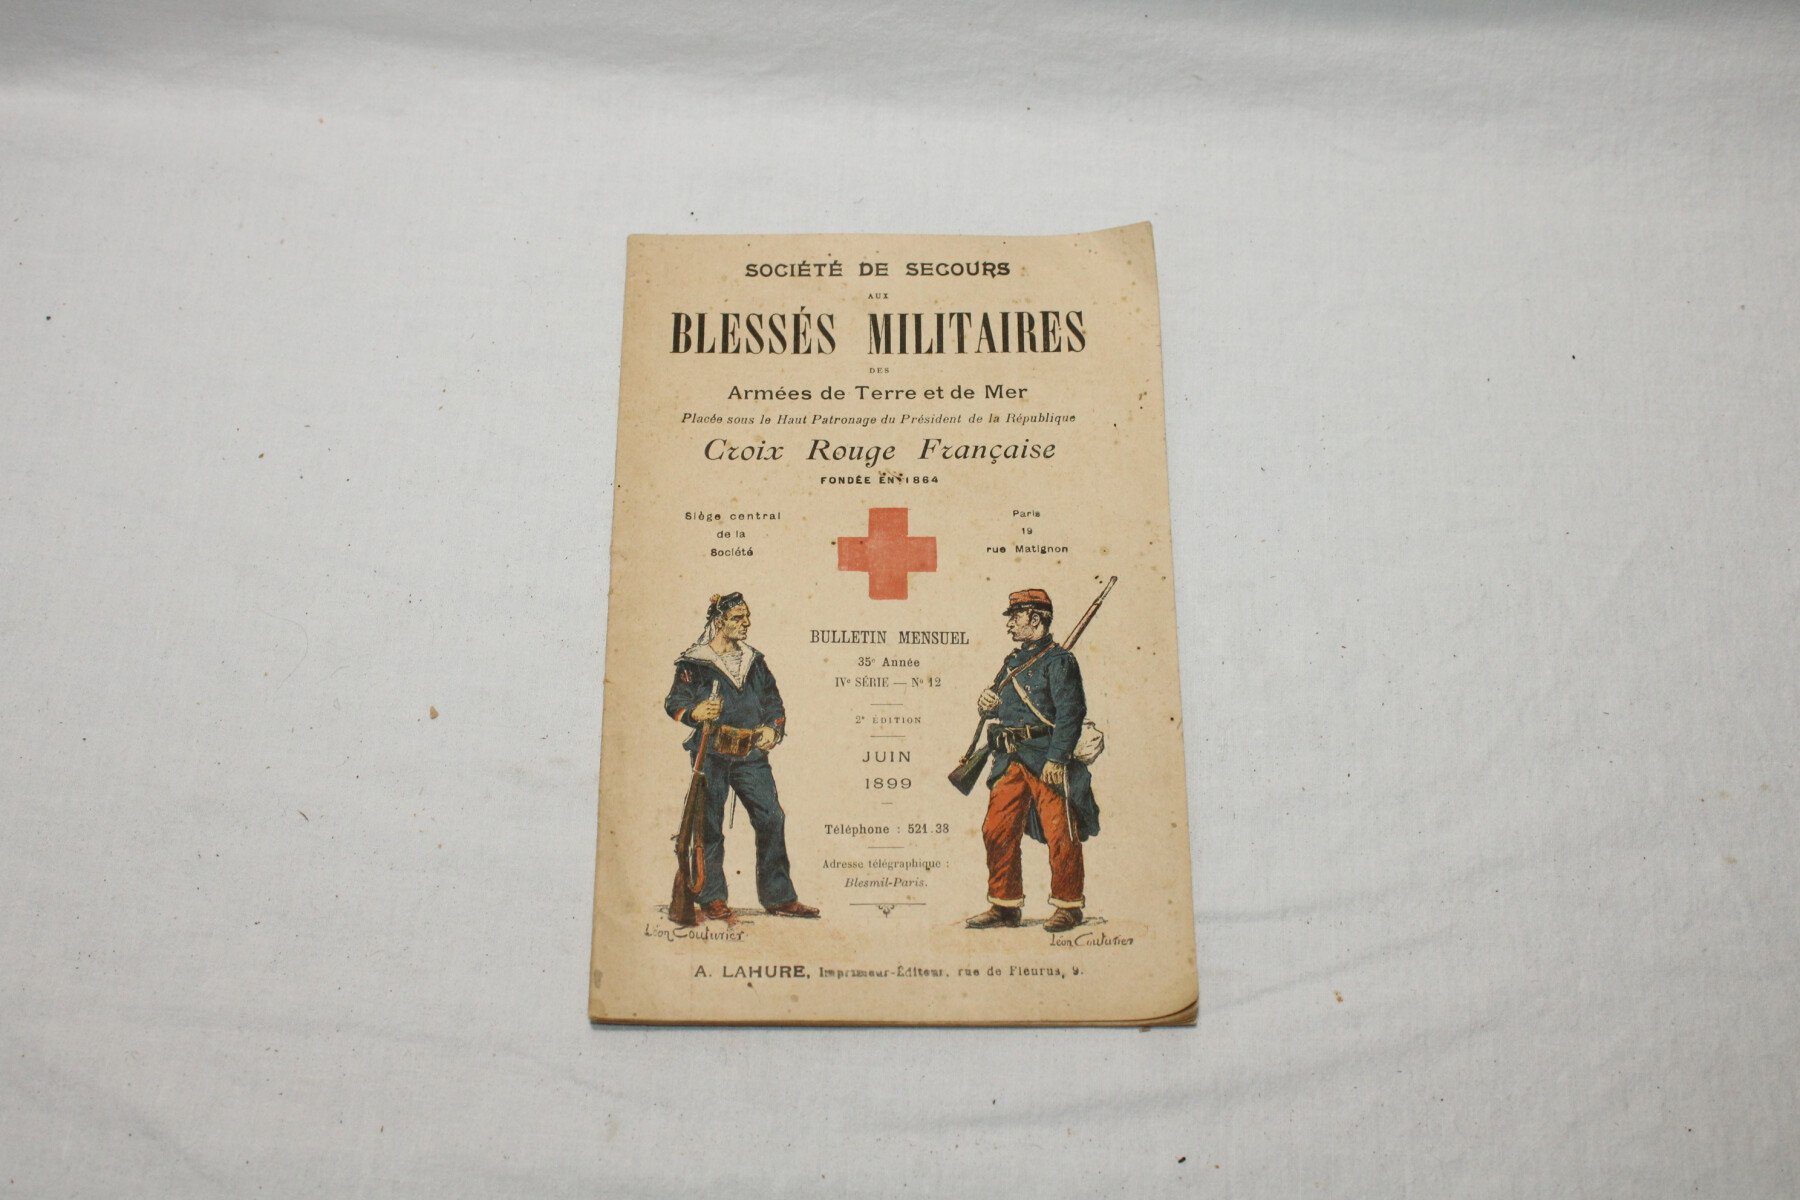 SOCIÉTÉ DE SECOURS
AUX
BLESSÉS MILITAIRES
DES
Armées de Terre et de Mer
Placée sous le Haut Patronage du Président de la République
Croix Rouge Française
FONDÉE EN 1864
Siège central
de la
Société
Paris
19
rue Matignon
BULLETIN MENSUEL
35e Année
IVe SÉRIE — No 12
2e ÉDITION
JUIN
1899
Téléphone : 521.38
Adresse télégraphique :
Blesmil-Paris.
Léon Couturier
Léon Couturier
A. LAHURE, Imprimeur-Éditeur, rue de Fleurus, 9.